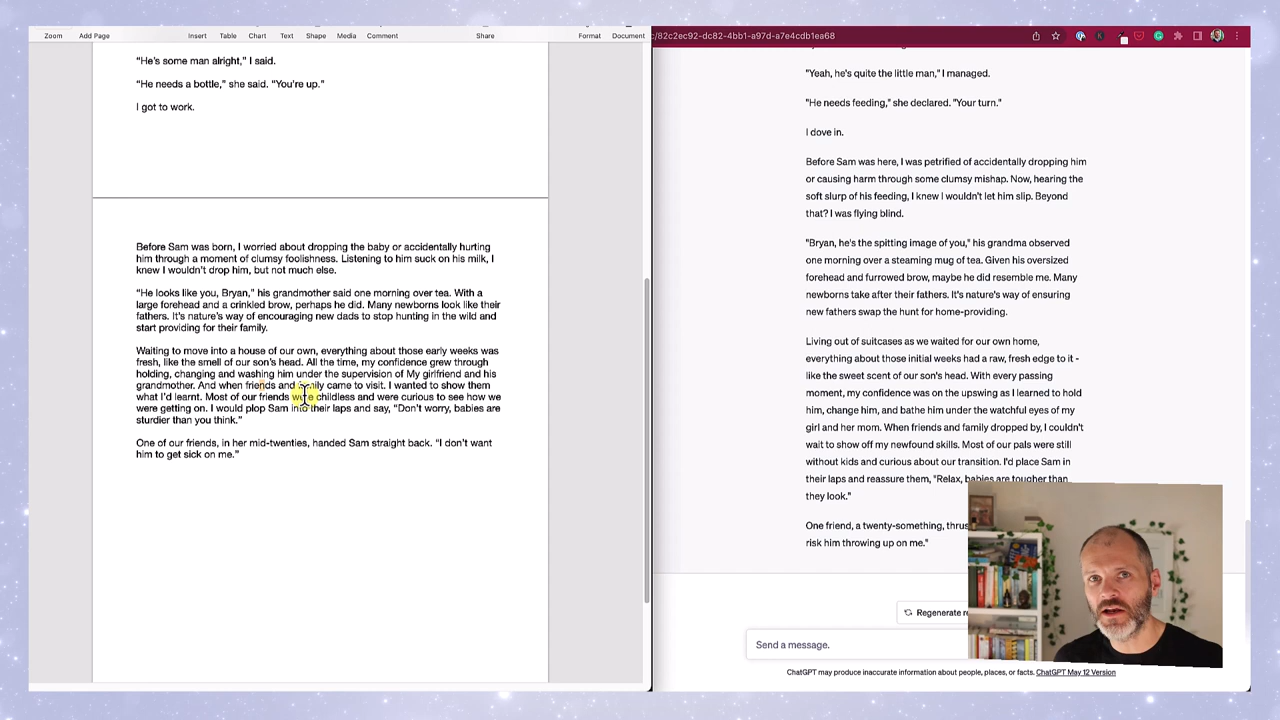 Zoom Add Page Insert Table Chart Text Shape Media Comment Share Format Document
“He's some man alright,” I said.
“He needs a bottle,” she said. “You're up.”
I got to work.
Before Sam was born, I worried about dropping the baby or accidentally hurting
him through a moment of clumsy foolishness. Listening to him suck on his milk, I
knew I wouldn't drop him, but not much else.
“He looks like you, Bryan,” his grandmother said one morning over tea. With a
large forehead and a crinkled brow, perhaps he did. Many newborns look like their
fathers. It's nature's way of encouraging new dads to stop hunting in the wild and
start providing for their family.
Waiting to move into a house of our own, everything about those early weeks was
fresh, like the smell of our son's head. All the time, my confidence grew through
holding, changing and washing him under the supervision of My girlfriend and his
grandmother. And when friends and family came to visit. I wanted to show them
what I'd learnt. Most of our friends were childless and were curious to see how we
were getting on. I would plop Sam into their laps and say, “Don't worry, babies are
sturdier than you think.”
One of our friends, in her mid-twenties, handed Sam straight back. “I don't want
him to get sick on me.”
/82c2ec92-dc82-4bb1-a97d-a7e4cdb1ea68
"Yeah, he's quite the little man," I managed.
"He needs feeding," she declared. "Your turn."
I dove in.
Before Sam was here, I was petrified of accidentally dropping him
or causing harm through some clumsy mishap. Now, hearing the
soft slurp of his feeding, I knew I wouldn't let him slip. Beyond
that? I was flying blind.
"Bryan, he's the spitting image of you," his grandma observed
one morning over a steaming mug of tea. Given his oversized
forehead and furrowed brow, maybe he did resemble me. Many
newborns take after their fathers. It's nature's way of ensuring
new fathers swap the hunt for home-providing.
Living out of suitcases as we waited for our own home,
everything about those initial weeks had a raw, fresh edge to it -
like the sweet scent of our son's head. With every passing
moment, my confidence was on the upswing as I learned to hold
him, change him, and bathe him under the watchful eyes of my
girl and her mom. When friends and family dropped by, I couldn't
wait to show off my newfound skills. Most of our pals were still
without kids and curious about our transition. I'd place Sam in
their laps and reassure them, "Relax, babies are tougher than
they look."
One friend, a twenty-something,
risk him throwing up on me."
Regenerate
Send a message.
ChatGPT may produce inaccurate information about people, places, or facts. ChatGPT May 12 Version